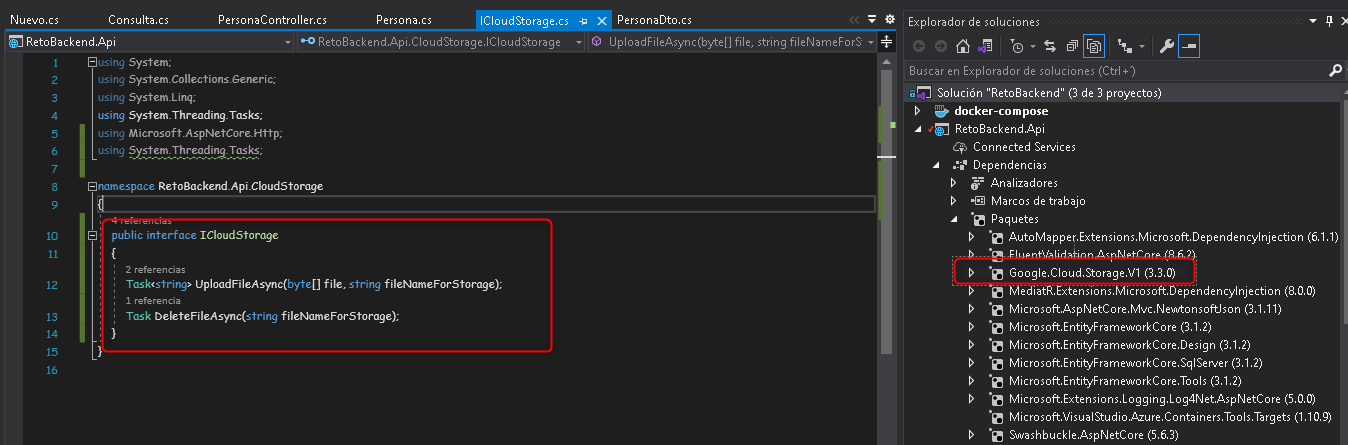 Nuevo.cs Consulta.cs PersonaController.cs Persona.cs ICloudStorage.cs PersonaDto.cs
RetoBackend.Api RetoBackend.Api.CloudStorage.ICloudStorage UploadFileAsync(byte[] file, string fileNameForS
1 using System;
2 using System.Collections.Generic;
3 using System.Linq;
4 using System.Threading.Tasks;
5 using Microsoft.AspNetCore.Http;
6 using System.Threading.Tasks;
7
8 namespace RetoBackend.Api.CloudStorage
9 {
4 referencias
10 public interface ICloudStorage
11 {
2 referencias
12 Task<string> UploadFileAsync(byte[] file, string fileNameForStorage);
1 referencia
13 Task DeleteFileAsync(string fileNameForStorage);
14 }
15 }
16
Explorador de soluciones
Buscar en Explorador de soluciones (Ctrl+´)
Solución "RetoBackend" (3 de 3 proyectos)
docker-compose
RetoBackend.Api
Connected Services
Dependencias
Analizadores
Marcos de trabajo
Paquetes
AutoMapper.Extensions.Microsoft.DependencyInjection (6.1.1)
FluentValidation.AspNetCore (8.6.2)
Google.Cloud.Storage.V1 (3.3.0)
MediatR.Extensions.Microsoft.DependencyInjection (8.0.0)
Microsoft.AspNetCore.Mvc.NewtonsoftJson (3.1.11)
Microsoft.EntityFrameworkCore (3.1.2)
Microsoft.EntityFrameworkCore.Design (3.1.2)
Microsoft.EntityFrameworkCore.SqlServer (3.1.2)
Microsoft.EntityFrameworkCore.Tools (3.1.2)
Microsoft.Extensions.Logging.Log4Net.AspNetCore (5.0.0)
Microsoft.VisualStudio.Azure.Containers.Tools.Targets (1.10.9)
Swashbuckle.AspNetCore (5.6.3)